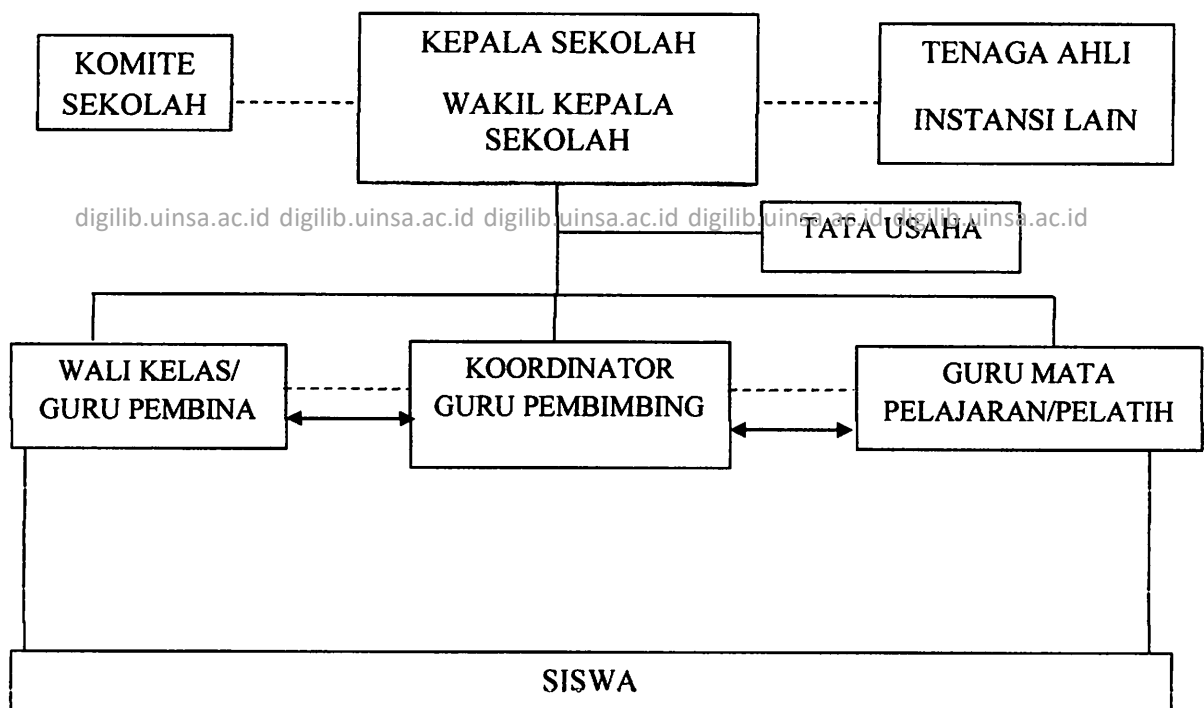 KOMITE
SEKOLAH
KEPALA SEKOLAH
WAKIL KEPALA
SEKOLAH
TENAGA AHLI
INSTANSI LAIN
digilib.uinsa.ac.id digilib.uinsa.ac.id digilib.uinsa.ac.id digilib.uinsa.ac.id digilib.uinsa.ac.id
TATA USAHA
WALI KELAS/
GURU PEMBINA
KOORDINATOR
GURU PEMBIMBING
GURU MATA
PELAJARAN/PELATIH
SISWA